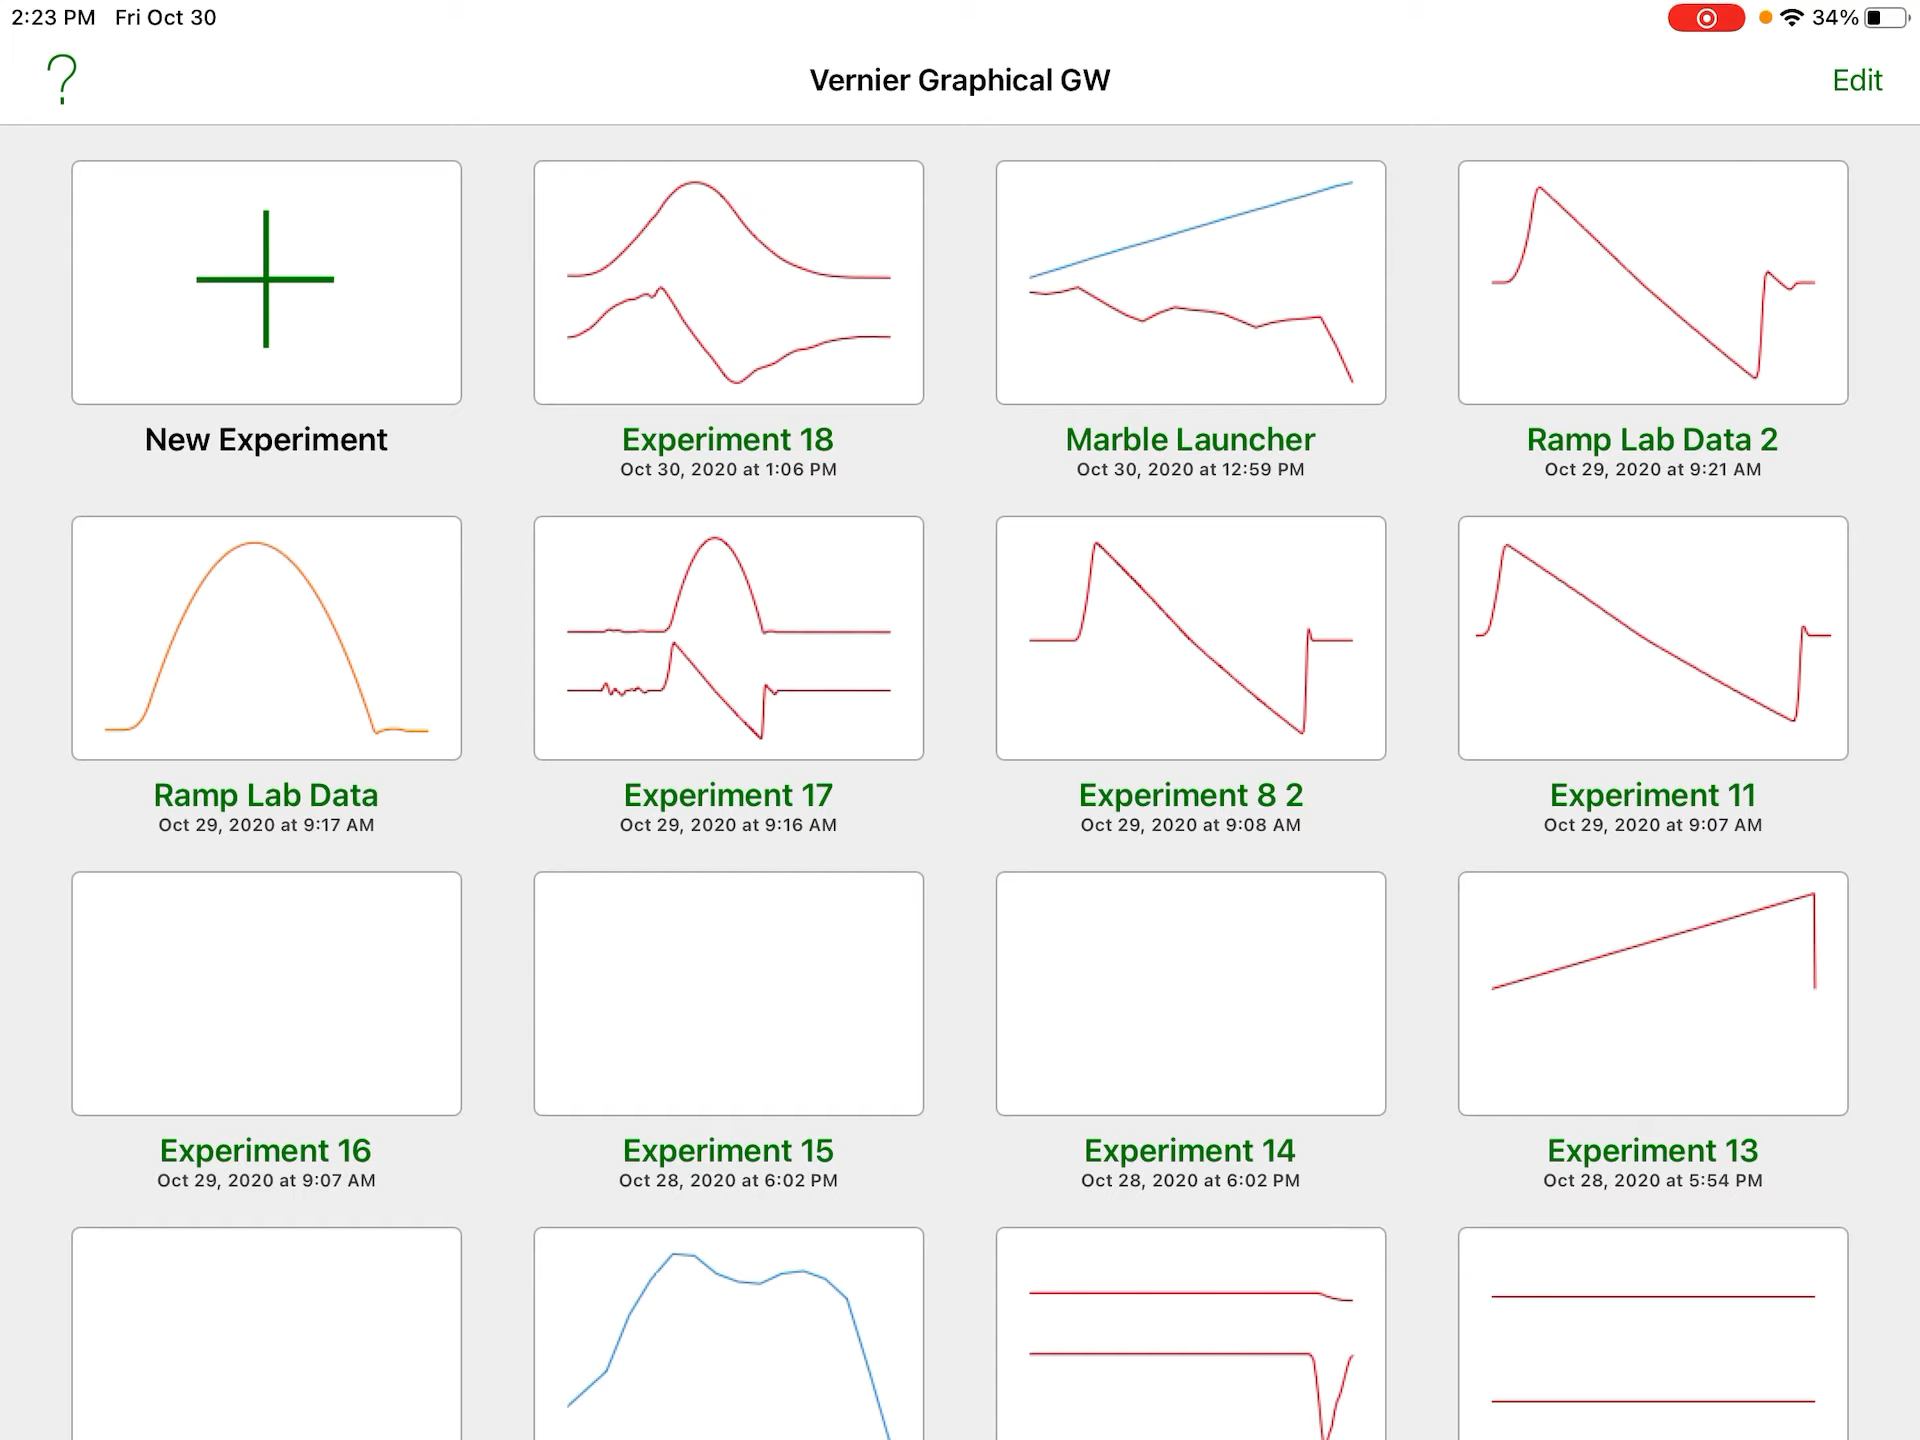 2:23 PM Fri Oct 30
34%
?
Vernier Graphical GW
Edit
New Experiment
Experiment 18
Oct 30, 2020 at 1:06 PM
Marble Launcher
Oct 30, 2020 at 12:59 PM
Ramp Lab Data 2
Oct 29, 2020 at 9:21 AM
Ramp Lab Data
Oct 29, 2020 at 9:17 AM
Experiment 17
Oct 29, 2020 at 9:16 AM
Experiment 8 2
Oct 29, 2020 at 9:08 AM
Experiment 11
Oct 29, 2020 at 9:07 AM
Experiment 16
Oct 29, 2020 at 9:07 AM
Experiment 15
Oct 28, 2020 at 6:02 PM
Experiment 14
Oct 28, 2020 at 6:02 PM
Experiment 13
Oct 28, 2020 at 5:54 PM